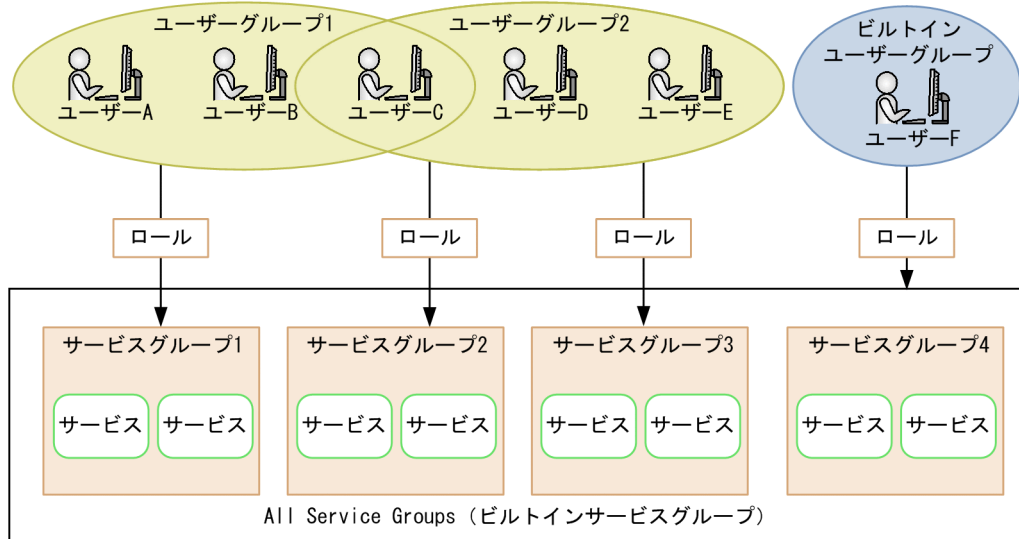 ユーザーグループ1
ユーザーグループ2
ビルトイン
ユーザーグループ
ユーザーA
ユーザーB
ユーザーC
ユーザーD
ユーザーE
ユーザーF
ロール
ロール
ロール
ロール
サービスグループ1
サービスグループ2
サービスグループ3
サービスグループ4
サービス
サービス
サービス
サービス
サービス
サービス
サービス
サービス
All Service Groups（ビルトインサービスグループ）